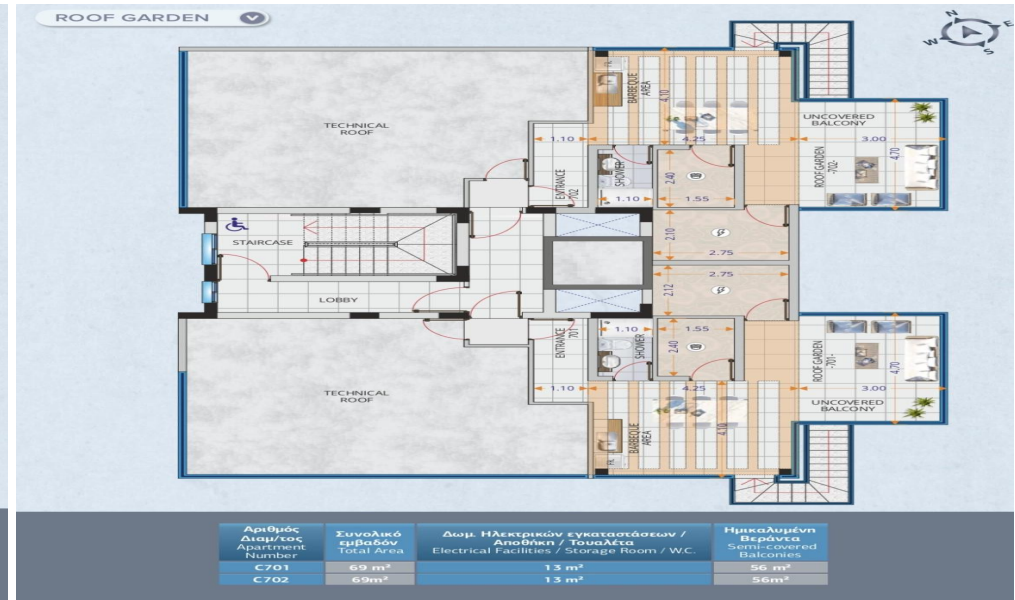 ROOF GARDEN
N
E
W
S
TECHNICAL
ROOF
BARBEQUE
AREA
4.10
UNCOVERED
BALCONY
1.10
4.25
3.00
ENTRANCE
702
SHOWER
1.10
2.40
1.55
ROOF GARDEN
-702-
4.70
STAIRCASE
2.10
2.75
LOBBY
2.75
2.12
ENTRANCE
701
1.10
SHOWER
1.55
2.40
ROOF GARDEN
-701-
4.70
1.10
4.25
3.00
TECHNICAL
ROOF
BARBEQUE
AREA
4.10
UNCOVERED
BALCONY
Αριθμός
Διαμ/τος
Apartment
Number
Συνολικό
εμβαδόν
Total Area
Δωμ. Ηλεκτρικών εγκαταστάσεων /
Αποθήκη / Τουαλέτα
Electrical Facilities / Storage Room / W.C.
Ημικαλυμένη
Βεράντα
Semi-covered
Balconies
C701 69 m² 13 m² 56 m²
C702 69m² 13 m² 56m²